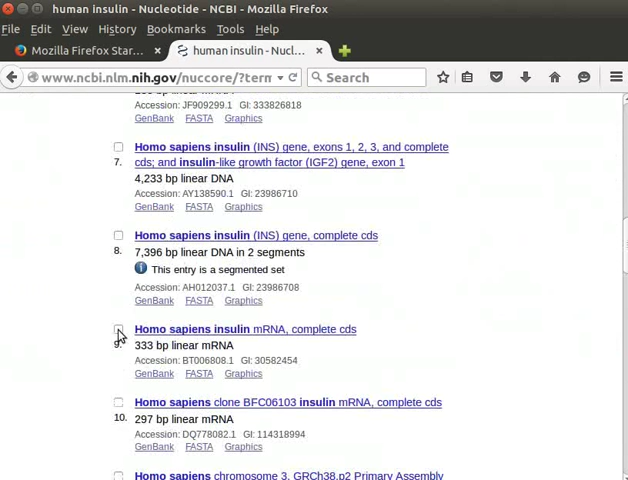 human insulin - Nucleotide - NCBI - Mozilla Firefox
File Edit View History Bookmarks Tools Help
Mozilla Firefox Star... × human insulin - Nucl... ×
www.ncbi.nlm.nih.gov/nuccore/?term Search
Accession: JF909299.1 GI: 333826818
GenBank FASTA Graphics
Homo sapiens insulin (INS) gene, exons 1, 2, 3, and complete
7. cds; and insulin-like growth factor (IGF2) gene, exon 1
4,233 bp linear DNA
Accession: AY138590.1 GI: 23986710
GenBank FASTA Graphics
Homo sapiens insulin (INS) gene, complete cds
8. 7,396 bp linear DNA in 2 segments
This entry is a segmented set
Accession: AH012037.1 GI: 23986708
GenBank FASTA Graphics
Homo sapiens insulin mRNA, complete cds
9. 333 bp linear mRNA
Accession: BT006808.1 GI: 30582454
GenBank FASTA Graphics
Homo sapiens clone BFC06103 insulin mRNA, complete cds
10. 297 bp linear mRNA
Accession: DQ778082.1 GI: 114318994
GenBank FASTA Graphics
Homo sapiens chromosome 3, GRCh38.p2 Primary Assembly